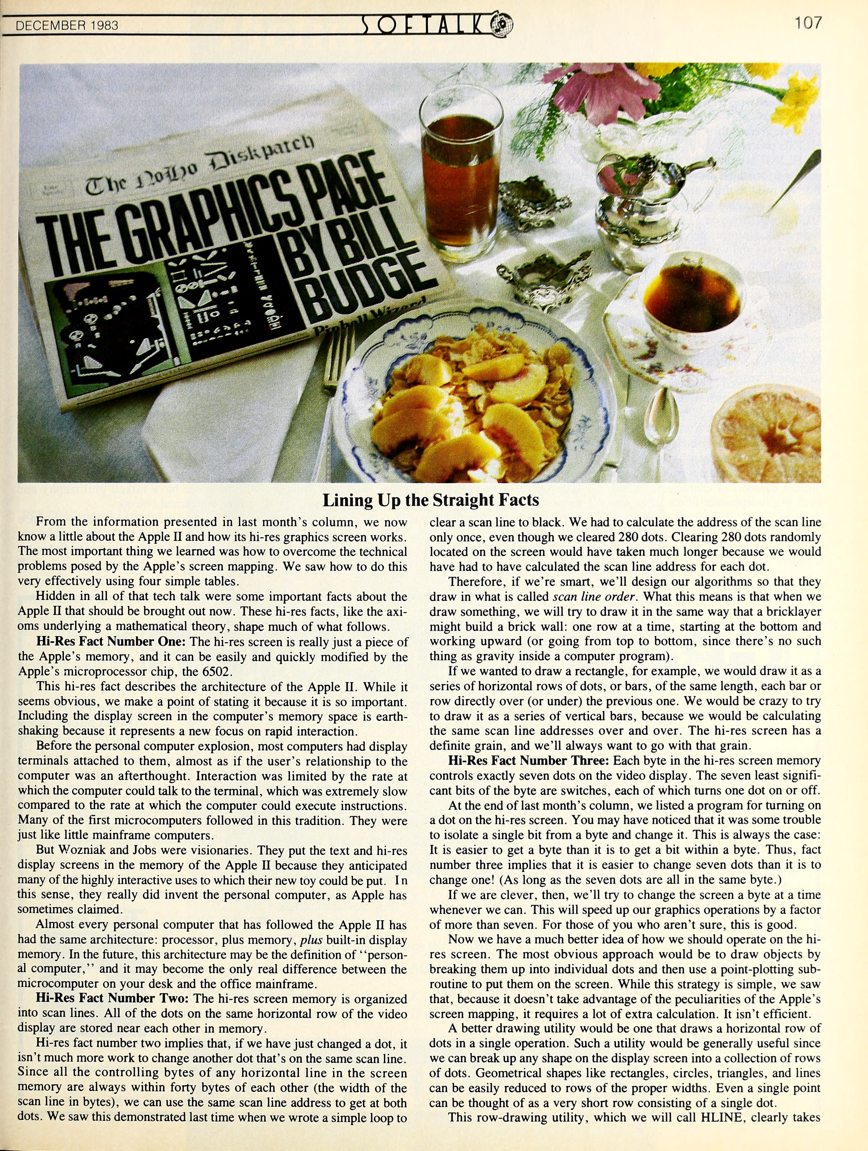 DECEMBER 1983
SOFTALK
107
The NoHo Diskpatch
THE GRAPHICS PAGE
BY BILL
BUDGE
Pinball Wizard
Lining Up the Straight Facts
From the information presented in last month's column, we now
know a little about the Apple II and how its hi-res graphics screen works.
The most important thing we learned was how to overcome the technical
problems posed by the Apple's screen mapping. We saw how to do this
very effectively using four simple tables.
Hidden in all of that tech talk were some important facts about the
Apple II that should be brought out now. These hi-res facts, like the axi-
oms underlying a mathematical theory, shape much of what follows.
Hi-Res Fact Number One: The hi-res screen is really just a piece of
the Apple's memory, and it can be easily and quickly modified by the
Apple's microprocessor chip, the 6502.
This hi-res fact describes the architecture of the Apple II. While it
seems obvious, we make a point of stating it because it is so important.
Including the display screen in the computer's memory space is earth-
shaking because it represents a new focus on rapid interaction.
Before the personal computer explosion, most computers had display
terminals attached to them, almost as if the user's relationship to the
computer was an afterthought. Interaction was limited by the rate at
which the computer could talk to the terminal, which was extremely slow
compared to the rate at which the computer could execute instructions.
Many of the first microcomputers followed in this tradition. They were
just like little mainframe computers.
But Wozniak and Jobs were visionaries. They put the text and hi-res
display screens in the memory of the Apple II because they anticipated
many of the highly interactive uses to which their new toy could be put. In
this sense, they really did invent the personal computer, as Apple has
sometimes claimed.
Almost every personal computer that has followed the Apple II has
had the same architecture: processor, plus memory, plus built-in display
memory. In the future, this architecture may be the definition of "person-
al computer," and it may become the only real difference between the
microcomputer on your desk and the office mainframe.
Hi-Res Fact Number Two: The hi-res screen memory is organized
into scan lines. All of the dots on the same horizontal row of the video
display are stored near each other in memory.
Hi-res fact number two implies that, if we have just changed a dot, it
isn't much more work to change another dot that's on the same scan line.
Since all the controlling bytes of any horizontal line in the screen
memory are always within forty bytes of each other (the width of the
scan line in bytes), we can use the same scan line address to get at both
dots. We saw this demonstrated last time when we wrote a simple loop to
clear a scan line to black. We had to calculate the address of the scan line
only once, even though we cleared 280 dots. Clearing 280 dots randomly
located on the screen would have taken much longer because we would
have had to have calculated the scan line address for each dot.
Therefore, if we're smart, we'll design our algorithms so that they
draw in what is called scan line order. What this means is that when we
draw something, we will try to draw it in the same way that a bricklayer
might build a brick wall: one row at a time, starting at the bottom and
working upward (or going from top to bottom, since there's no such
thing as gravity inside a computer program).
If we wanted to draw a rectangle, for example, we would draw it as a
series of horizontal rows of dots, or bars, of the same length, each bar or
row directly over (or under) the previous one. We would be crazy to try
to draw it as a series of vertical bars, because we would be calculating
the same scan line addresses over and over. The hi-res screen has a
definite grain, and we'll always want to go with that grain.
Hi-Res Fact Number Three: Each byte in the hi-res screen memory
controls exactly seven dots on the video display. The seven least signifi-
cant bits of the byte are switches, each of which turns one dot on or off.
At the end of last month's column, we listed a program for turning on
a dot on the hi-res screen. You may have noticed that it was some trouble
to isolate a single bit from a byte and change it. This is always the case:
It is easier to get a byte than it is to get a bit within a byte. Thus, fact
number three implies that it is easier to change seven dots than it is to
change one! (As long as the seven dots are all in the same byte.)
If we are clever, then, we'll try to change the screen a byte at a time
whenever we can. This will speed up our graphics operations by a factor
of more than seven. For those of you who aren't sure, this is good.
Now we have a much better idea of how we should operate on the hi-
res screen. The most obvious approach would be to draw objects by
breaking them up into individual dots and then use a point-plotting sub-
routine to put them on the screen. While this strategy is simple, we saw
that, because it doesn't take advantage of the peculiarities of the Apple's
screen mapping, it requires a lot of extra calculation. It isn't efficient.
A better drawing utility would be one that draws a horizontal row of
dots in a single operation. Such a utility would be generally useful since
we can break up any shape on the display screen into a collection of rows
of dots. Geometrical shapes like rectangles, circles, triangles, and lines
can be easily reduced to rows of the proper widths. Even a single point
can be thought of as a very short row consisting of a single dot.
This row-drawing utility, which we will call HLINE, clearly takes